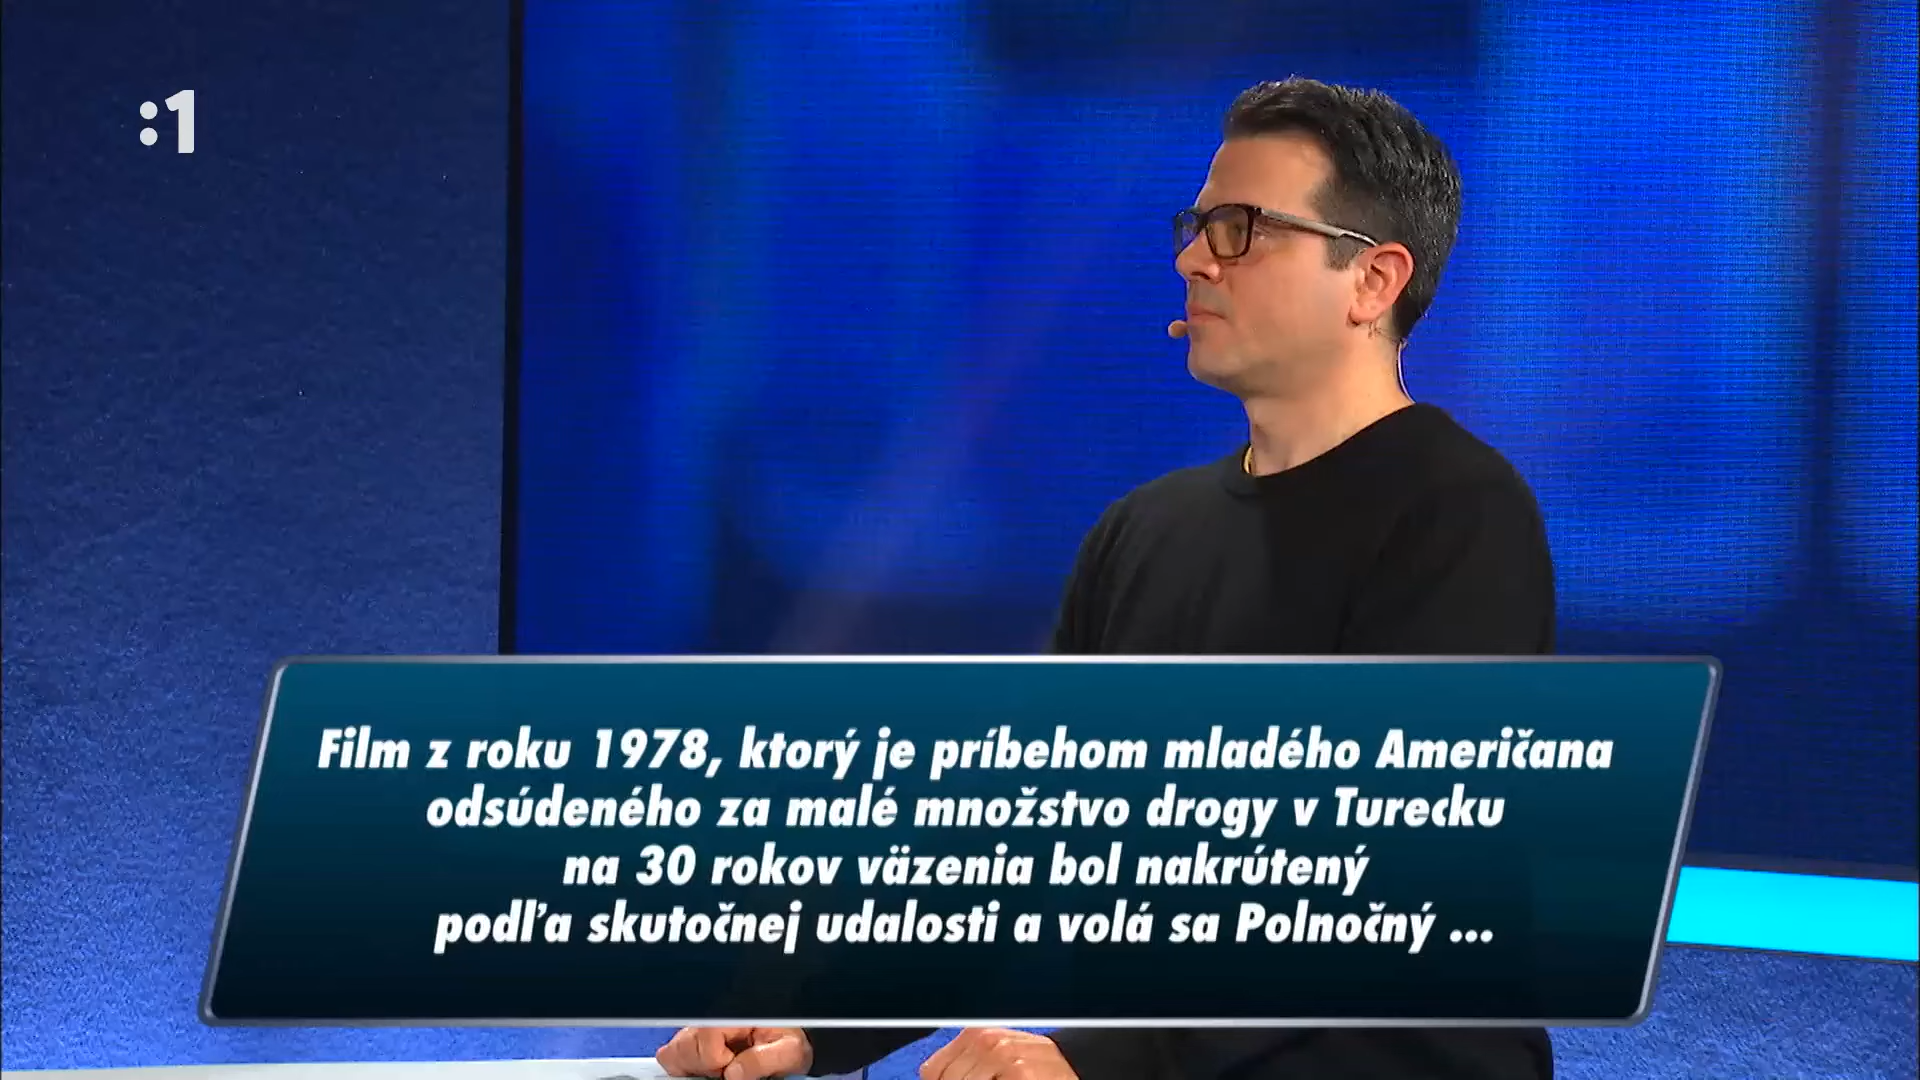 :1
Film z roku 1978, ktorý je príbehom mladého Američana
odsúdeného za malé množstvo drogy v Turecku
na 30 rokov väzenia bol nakrútený
podľa skutočnej udalosti a volá sa Polnočný ...